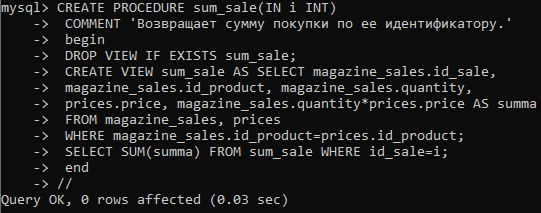 mysql> CREATE PROCEDURE sum_sale(IN i INT)
    -> COMMENT 'Возвращает сумму покупки по ее идентификатору.'
    -> begin
    -> DROP VIEW IF EXISTS sum_sale;
    -> CREATE VIEW sum_sale AS SELECT magazine_sales.id_sale,
    -> magazine_sales.id_product, magazine_sales.quantity,
    -> prices.price, magazine_sales.quantity*prices.price AS summa
    -> FROM magazine_sales, prices
    -> WHERE magazine_sales.id_product=prices.id_product;
    -> SELECT SUM(summa) FROM sum_sale WHERE id_sale=i;
    -> end
    -> //
Query OK, 0 rows affected (0.03 sec)